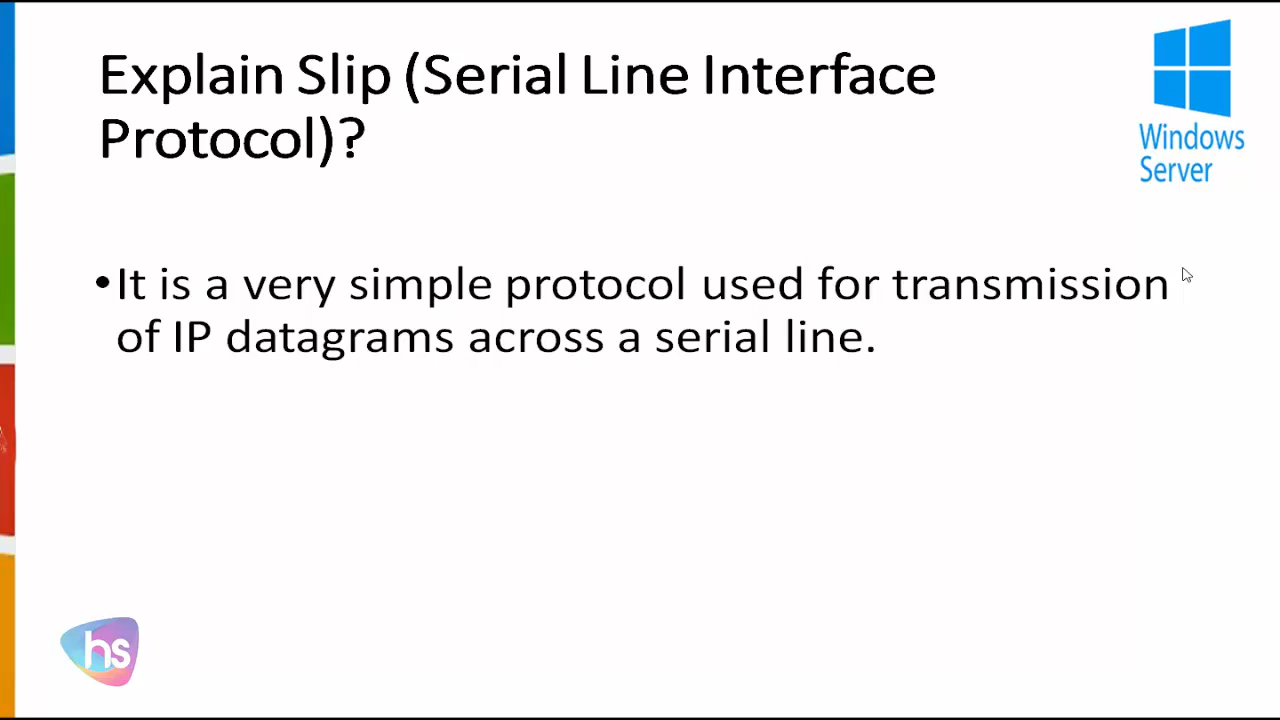 Explain Slip (Serial Line Interface
Protocol)?
Windows
Server
•It is a very simple protocol used for transmission
of IP datagrams across a serial line.
hs